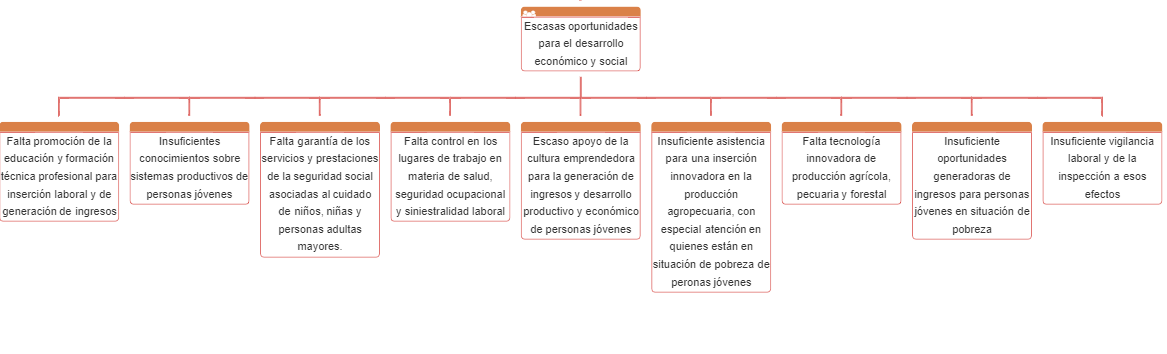 Escasas oportunidades
para el desarrollo
económico y social
Falta promoción de la
educación y formación
técnica profesional para
inserción laboral y de
generación de ingresos
Insuficientes
conocimientos sobre
sistemas productivos de
personas jóvenes
Falta garantía de los
servicios y prestaciones
de la seguridad social
asociadas al cuidado
de niños, niñas y
personas adultas
mayores.
Falta control en los
lugares de trabajo en
materia de salud,
seguridad ocupacional
y siniestralidad laboral
Escaso apoyo de la
cultura emprendedora
para la generación de
ingresos y desarrollo
productivo y económico
de personas jóvenes
Insuficiente asistencia
para una inserción
innovadora en la
producción
agropecuaria, con
especial atención en
quienes están en
situación de pobreza de
peronas jóvenes
Falta tecnología
innovadora de
producción agrícola,
pecuaria y forestal
Insuficiente
oportunidades
generadoras de
ingresos para personas
jóvenes en situación de
pobreza
Insuficiente vigilancia
laboral y de la
inspección a esos
efectos